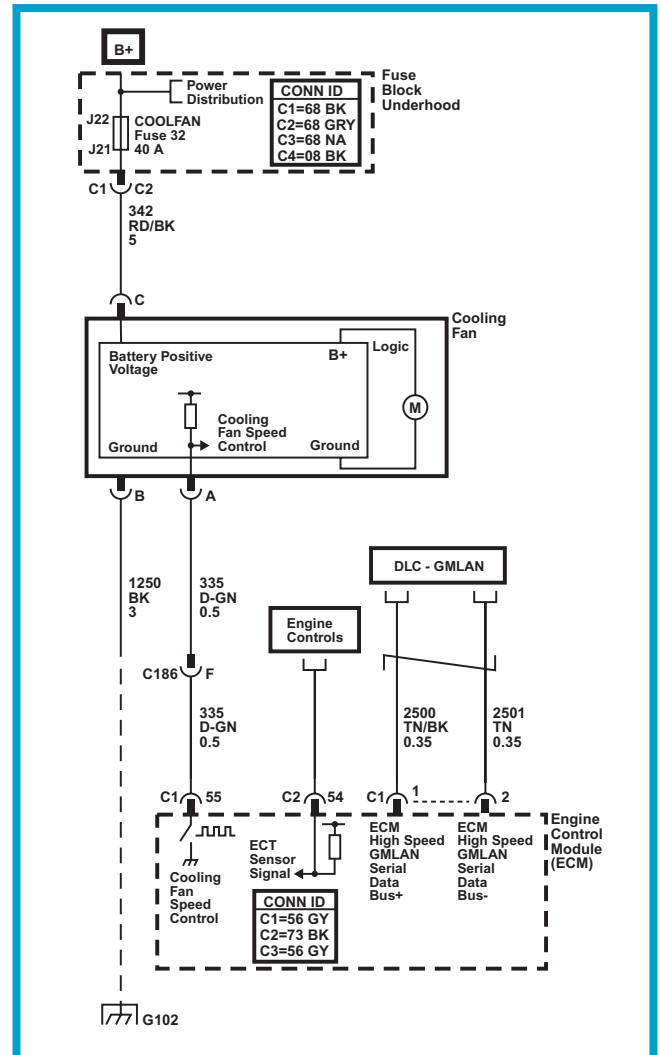 B+
Power
Distribution
Fuse
Block
Underhood
CONN ID
C1=68 BK
C2=68 GRY
C3=68 NA
C4=08 BK
J22
J21
COOLFAN
Fuse 32
40 A
C1
C2
342
RD/BK
5
C
Cooling
Fan
Battery Positive
Voltage
B+
Logic
M
Cooling
Fan Speed
Control
Ground
Ground
B
A
1250
BK
3
335
D-GN
0.5
DLC - GMLAN
Engine
Controls
C186
F
335
D-GN
0.5
2500
TN/BK
0.35
2501
TN
0.35
C1
55
C2
54
C1
1
2
Engine
Control
Module
(ECM)
Cooling
Fan
Speed
Control
ECT
Sensor
Signal
ECM
High Speed
GMLAN
Serial
Data
Bus+
ECM
High Speed
GMLAN
Serial
Data
Bus-
CONN ID
C1=56 GY
C2=73 BK
C3=56 GY
G102